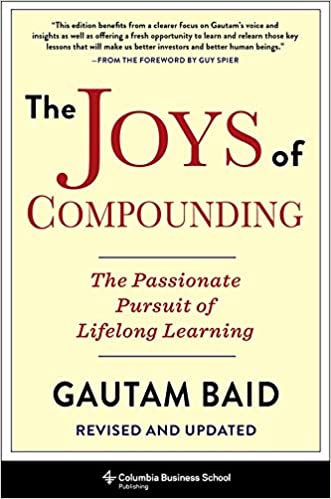 "This edition benefits from a clearer focus on Gautam's voice and
insights as well as offering a fresh opportunity to learn and relearn those key
lessons that will make us better investors and better human beings."
—FROM THE FOREWORD BY GUY SPIER
The JOYS of
COMPOUNDING
The Passionate
Pursuit of
Lifelong Learning
GAUTAM BAID
REVISED AND UPDATED
Columbia Business School
Publishing